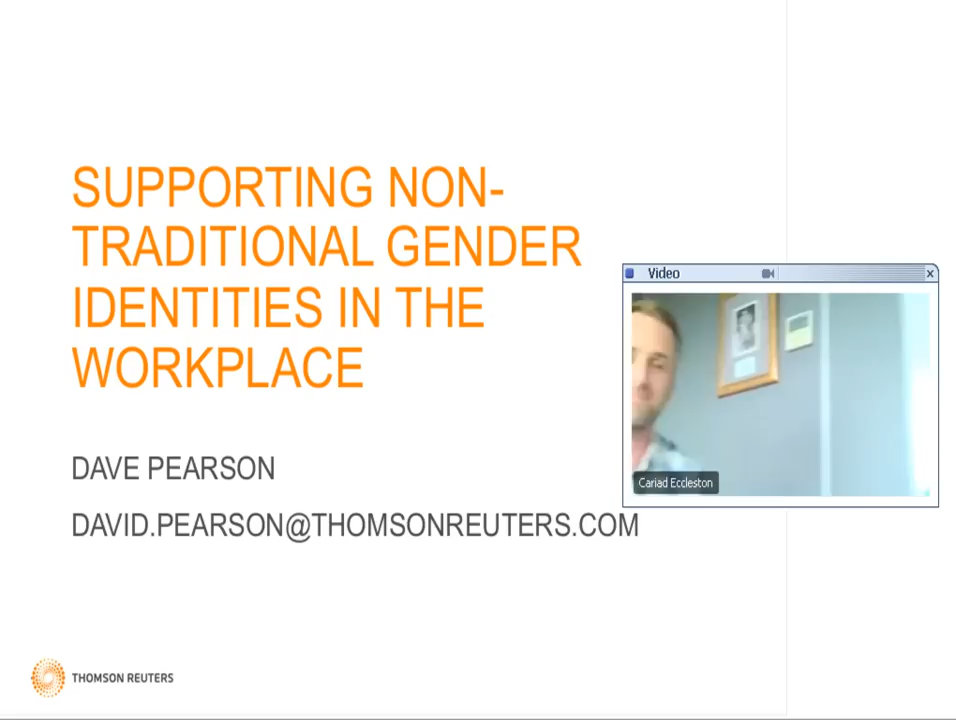 SUPPORTING NON-
TRADITIONAL GENDER
IDENTITIES IN THE
WORKPLACE
Video
Cariad Eccleston
DAVE PEARSON
DAVID.PEARSON@THOMSONREUTERS.COM
THOMSON REUTERS